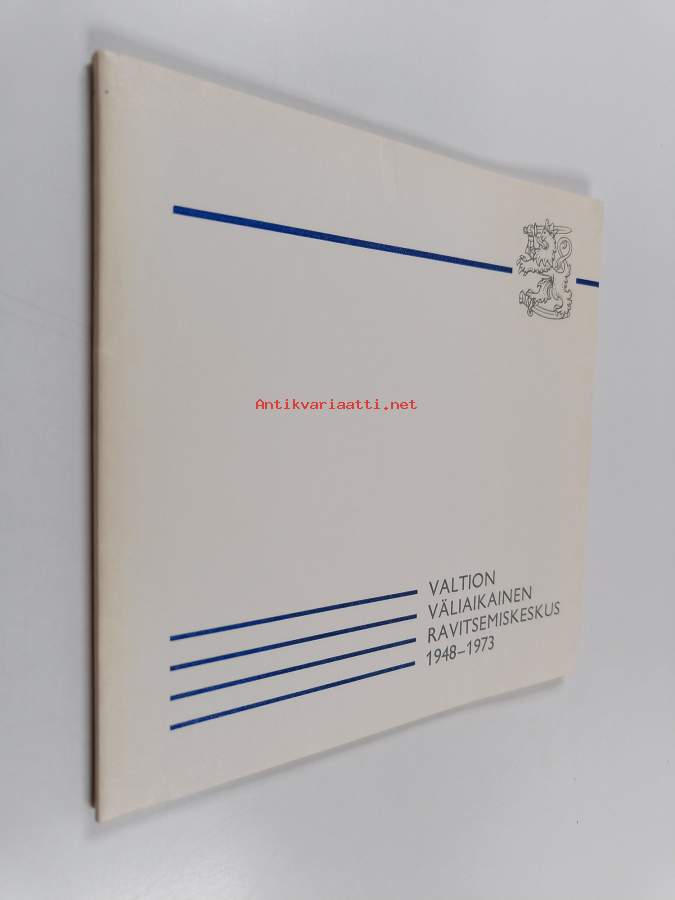 Antikvariaatti.net
VALTION
VÄLIAIKAINEN
RAVITSEMISKESKUS
1948–1973